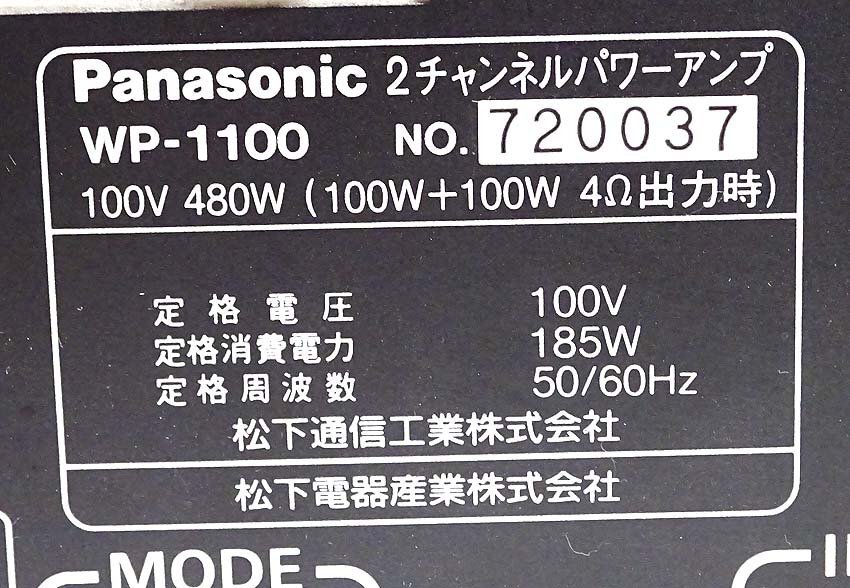 Panasonic 2チャンネルパワーアンプ
WP-1100 NO. 720037
100V 480W (100W+100W 4Ω出力時)
定格電圧 100V
定格消費電力 185W
定格周波数 50/60Hz
松下通信工業株式会社
松下電器産業株式会社
MODE